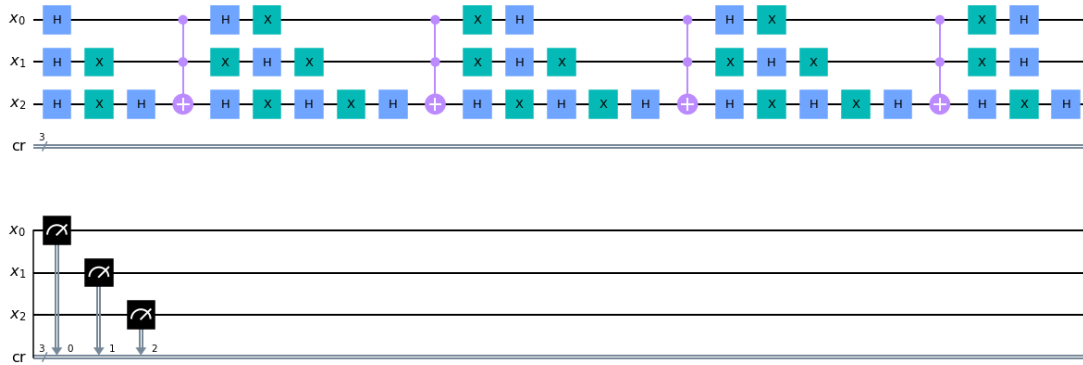 x0 H H X X H H X X H
x1 H X X H X X H X X H X X H
x2 H X H H X H X H H X H X H H X H X H H X H
3
cr
x0
x1
x2
cr 3 0 1 2